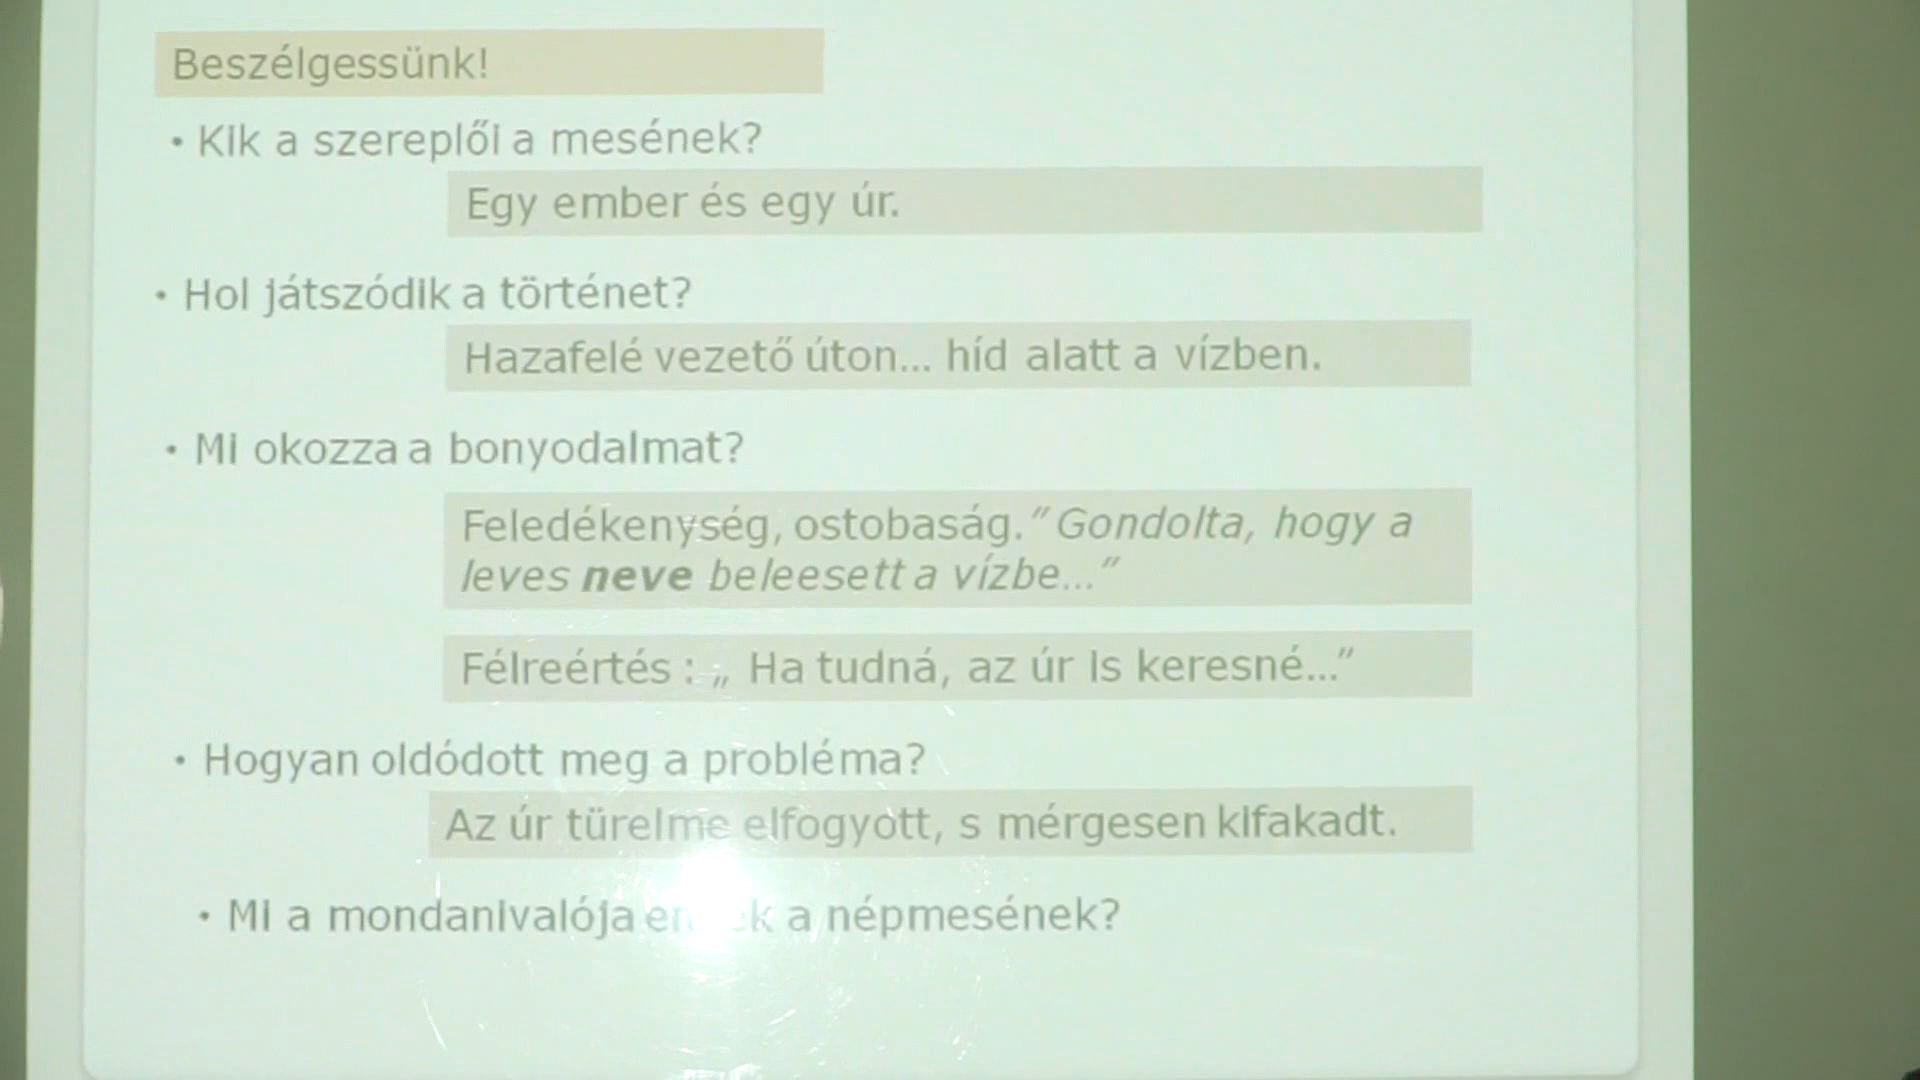 Beszélgessünk!
• Kik a szereplői a mesének?
Egy ember és egy úr.
• Hol játszódik a történet?
Hazafelé vezető úton... híd alatt a vízben.
• Mi okozza a bonyodalmat?
Feledékenység, ostobaság.” Gondolta, hogy a
leves neve beleesett a vízbe...”
Félreértés : „ Ha tudná, az úr is keresné...”
• Hogyan oldódott meg a probléma?
Az úr türelme elfogyott, s mérgesen kifakadt.
• Mi a mondanivalója a népmesének?